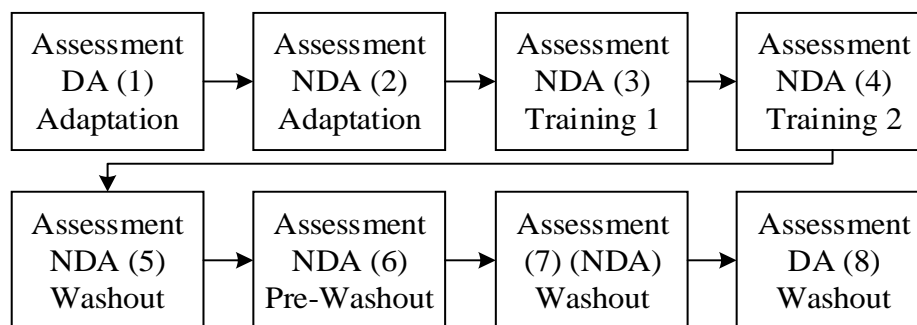 Assessment
DA (1)
Adaptation
Assessment
NDA (2)
Adaptation
Assessment
NDA (3)
Training 1
Assessment
NDA (4)
Training 2
Assessment
NDA (5)
Washout
Assessment
NDA (6)
Pre-Washout
Assessment
(7) (NDA)
Washout
Assessment
DA (8)
Washout